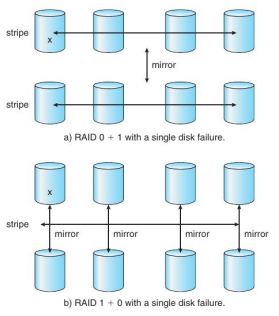 stripe
x
mirror
stripe
a) RAID 0 + 1 with a single disk failure.
x
stripe
mirror mirror mirror mirror
b) RAID 1 + 0 with a single disk failure.